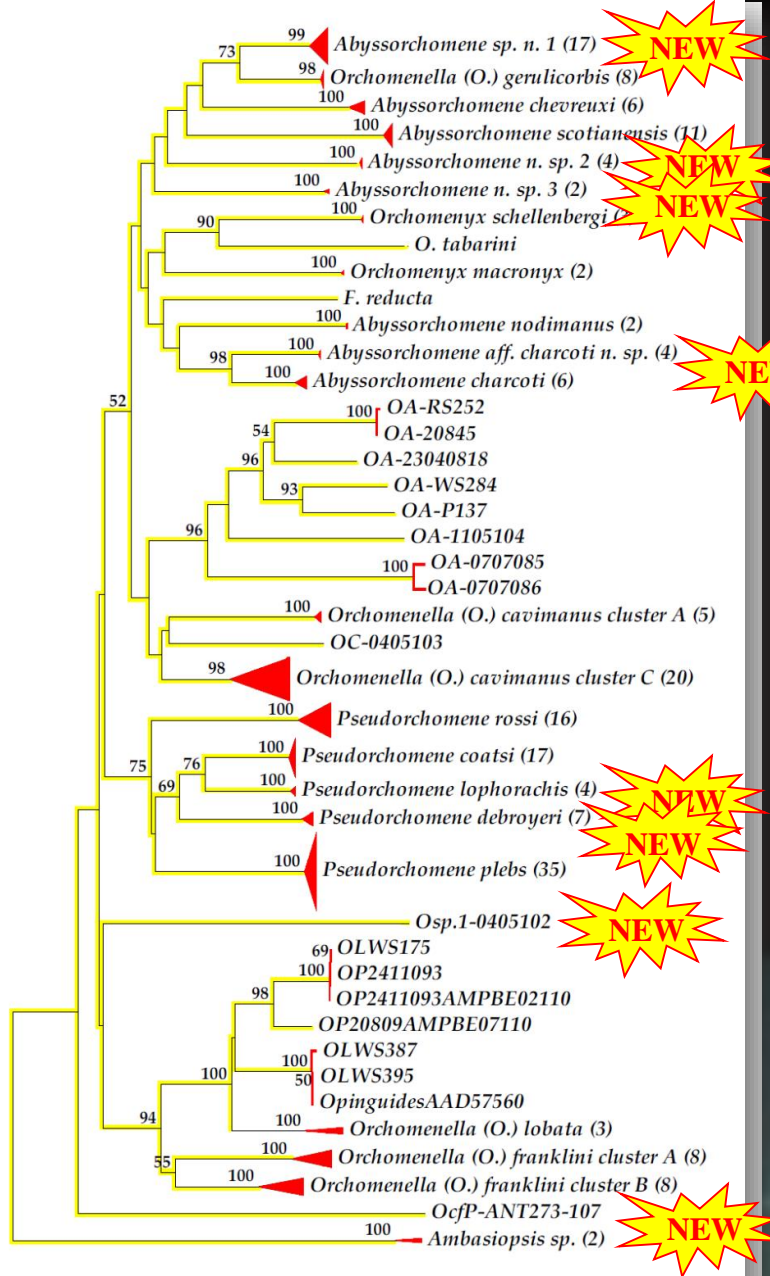 99 Abyssorchomene sp. n. 1 (17) NEW
73
98 Orchomenella (O.) gerulicorbis (8)
100 Abyssorchomene chevreuxi (6)
100 Abyssorchomene scotianensis (11)
100 Abyssorchomene n. sp. 2 (4) NEW
100 Abyssorchomene n. sp. 3 (2) NEW
100 Orchomenyx schellenbergi
90
O. tabarini
100 Orchomenyx macronyx (2)
F. reducta
100 Abyssorchomene nodimanus (2)
100 Abyssorchomene aff. charcoti n. sp. (4) NE
98
100 Abyssorchomene charcoti (6)
52
100 OA-RS252
OA-20845
54
OA-23040818
96
OA-WS284
93
OA-P137
OA-1105104
96
100 OA-0707085
OA-0707086
100 Orchomenella (O.) cavimanus cluster A (5)
OC-0405103
98 Orchomenella (O.) cavimanus cluster C (20)
100 Pseudorchomene rossi (16)
100 Pseudorchomene coatsi (17)
76
75
100 Pseudorchomene lophorachis (4) NEW
69
100 Pseudorchomene debroyeri (7) NEW
100 Pseudorchomene plebs (35)
Osp.1-0405102 NEW
69 OLWS175
100 OP2411093
OP2411093AMPBE02110
98
OP20809AMPBE07110
OLWS387
100
50 OLWS395
100
OpinguidesAAD57560
100 Orchomenella (O.) lobata (3)
94
100 Orchomenella (O.) franklini cluster A (8)
55
100 Orchomenella (O.) franklini cluster B (8)
OcfP-ANT273-107
100 Ambasiopsis sp. (2) NEW